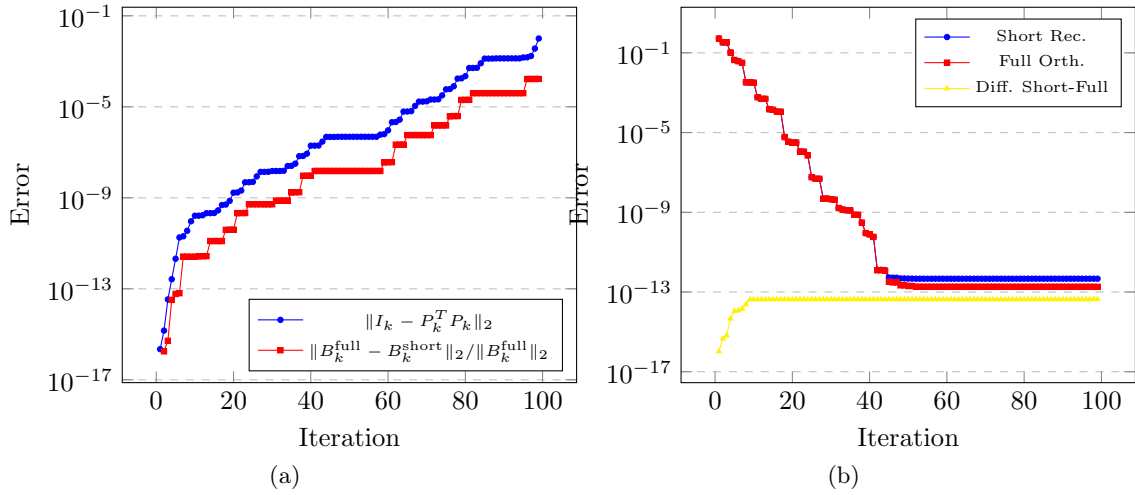 10^{-1}
10^{-5}
10^{-9}
10^{-13}
10^{-17}
Error
0 20 40 60 80 100
Iteration
‖I_k − P_k^T P_k‖_2
‖B_k^{full} − B_k^{short}‖_2/‖B_k^{full}‖_2
(a)
10^{-1}
10^{-5}
10^{-9}
10^{-13}
10^{-17}
Error
0 20 40 60 80 100
Iteration
Short Rec.
Full Orth.
Diff. Short-Full
(b)